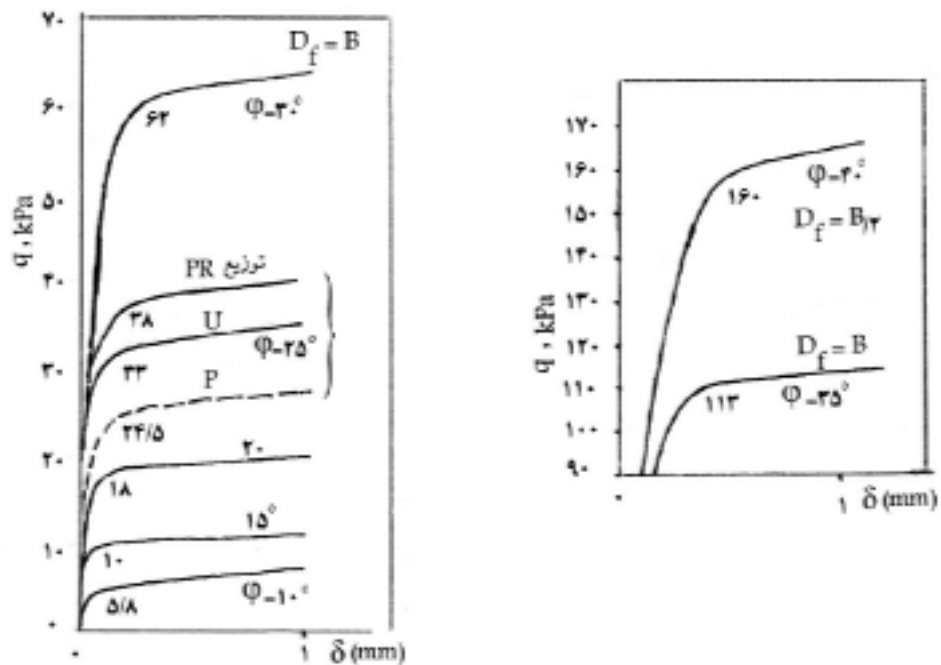 ۷۰
D_f = B
۶۰
φ=۳۰°
۶۲
۵۰
q , kPa
۴۰
توزیع PR
۳۸
U
φ=۲۵°
۳۳
۳۰
P
۲۴/۵
۲۰
۲۰
۱۸
۱۵°
۱۰
۱۰
φ=۱۰°
۵/۸
۰
۰
۱
δ (mm)
۱۷۰
۱۶۰
φ=۴۰°
۱۶۰
۱۵۰
D_f = B/۲
۱۴۰
۱۳۰
q , kPa
۱۲۰
D_f = B
۱۱۰
φ=۳۵°
۱۱۳
۱۰۰
۹۰
۰
۱
δ (mm)